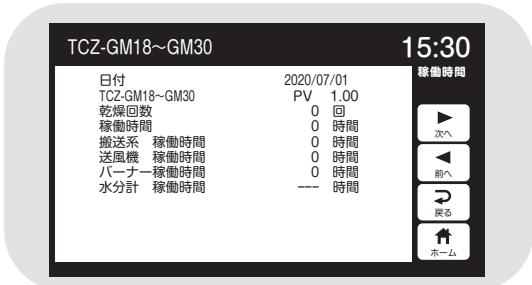 TCZ-GM18~GM30 15:30
稼働時間
日付 2020/07/01
TCZ-GM18~GM30 PV 1.00
乾燥回数 0 回
稼働時間 0 時間
搬送系 稼働時間 0 時間
送風機 稼働時間 0 時間
バーナー稼働時間 0 時間
水分計 稼働時間 --- 時間
次へ
前へ
戻る
ホーム